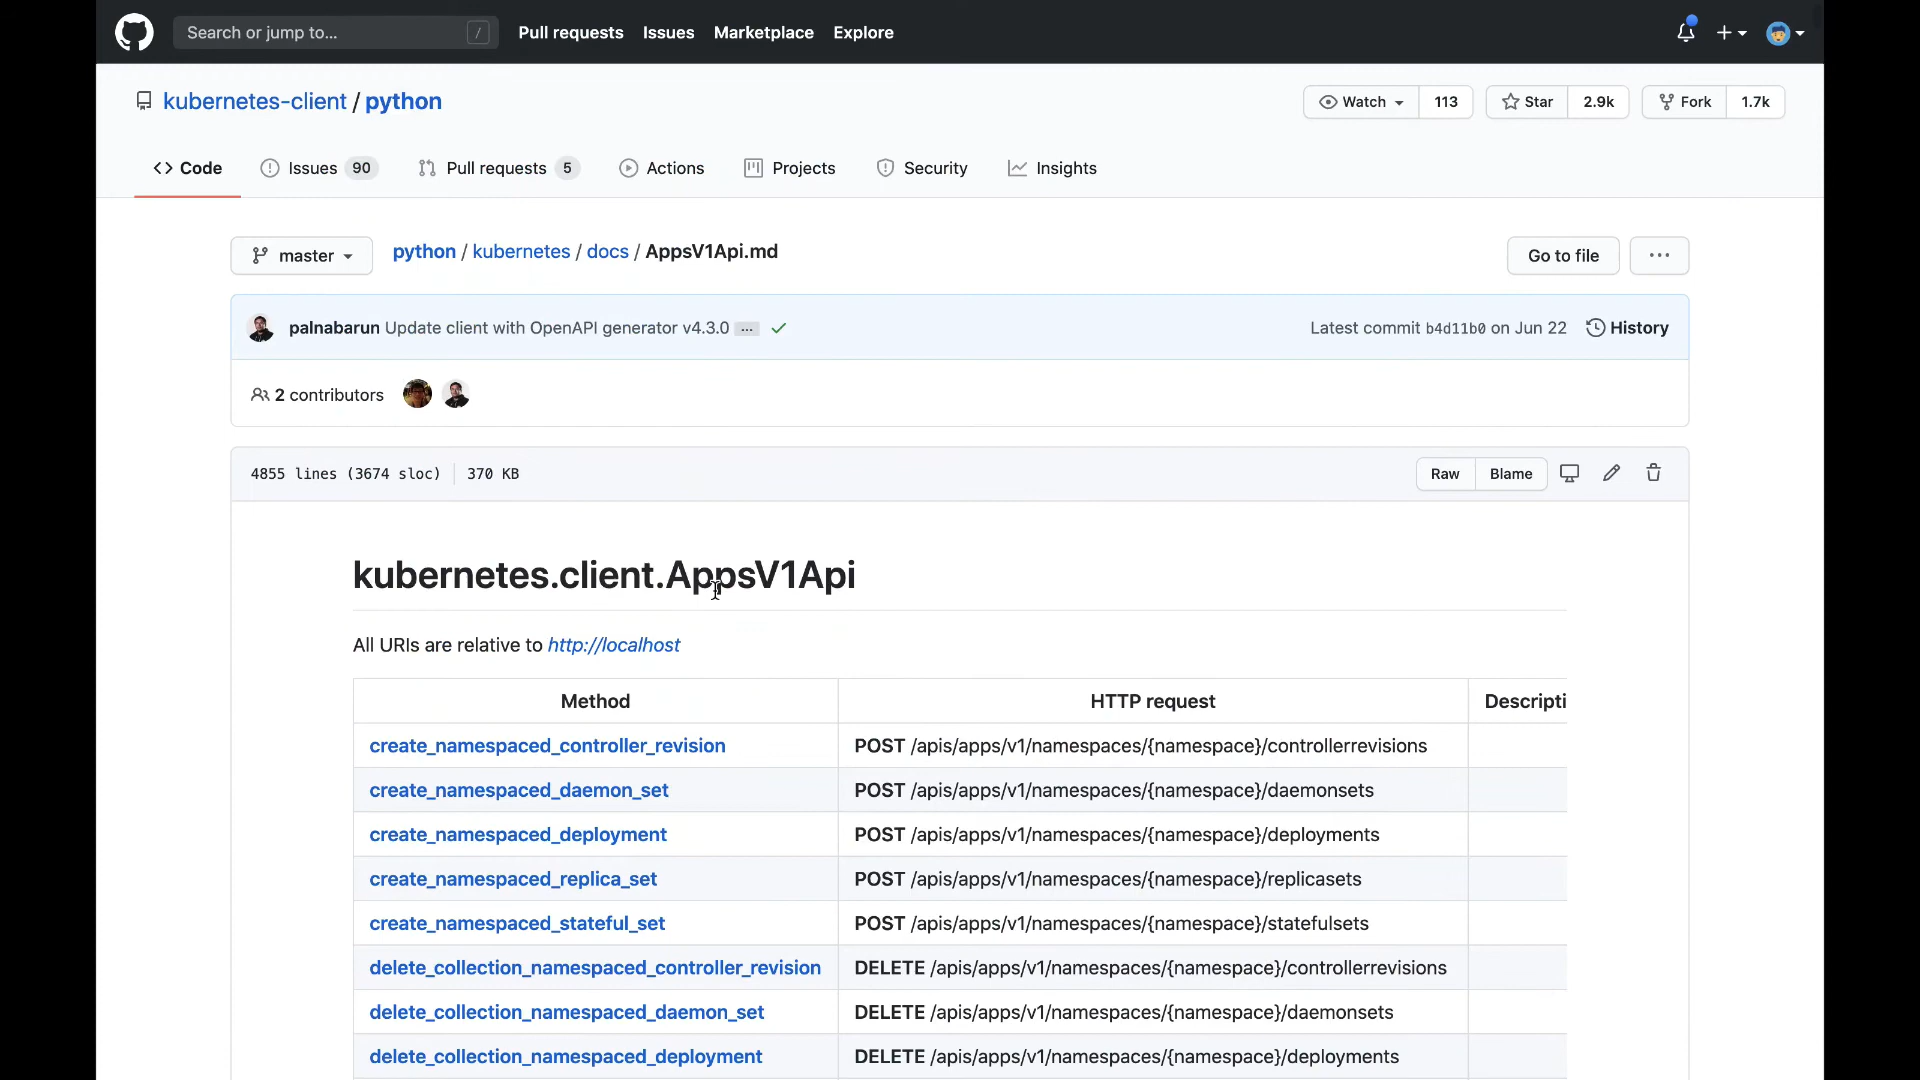 Search or jump to... /
Pull requests Issues Marketplace Explore
kubernetes-client / python
Watch 113 Star 2.9k Fork 1.7k
Code Issues 90 Pull requests 5 Actions Projects Security Insights
master python / kubernetes / docs / AppsV1Api.md Go to file ...
palnabarun Update client with OpenAPI generator v4.3.0 ... Latest commit b4d11b0 on Jun 22 History
2 contributors
4855 lines (3674 sloc) 370 KB Raw Blame
kubernetes.client.AppsV1Api
All URIs are relative to http://localhost
Method HTTP request Descripti
create_namespaced_controller_revision POST /apis/apps/v1/namespaces/{namespace}/controllerrevisions
create_namespaced_daemon_set POST /apis/apps/v1/namespaces/{namespace}/daemonsets
create_namespaced_deployment POST /apis/apps/v1/namespaces/{namespace}/deployments
create_namespaced_replica_set POST /apis/apps/v1/namespaces/{namespace}/replicasets
create_namespaced_stateful_set POST /apis/apps/v1/namespaces/{namespace}/statefulsets
delete_collection_namespaced_controller_revision DELETE /apis/apps/v1/namespaces/{namespace}/controllerrevisions
delete_collection_namespaced_daemon_set DELETE /apis/apps/v1/namespaces/{namespace}/daemonsets
delete_collection_namespaced_deployment DELETE /apis/apps/v1/namespaces/{namespace}/deployments